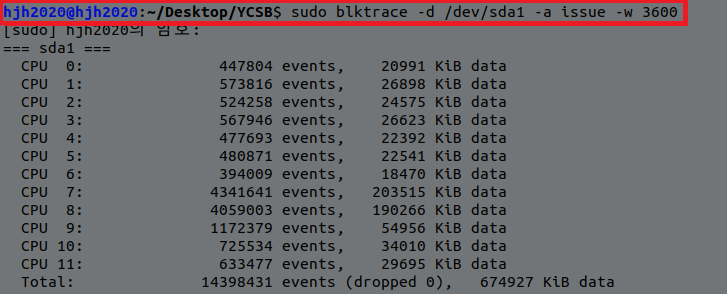 hjh2020@hjh2020:~/Desktop/YCSB$ sudo blktrace -d /dev/sda1 -a issue -w 3600
[sudo] hjh2020의 암호:
=== sda1 ===
CPU 0: 447804 events, 20991 KiB data
CPU 1: 573816 events, 26898 KiB data
CPU 2: 524258 events, 24575 KiB data
CPU 3: 567946 events, 26623 KiB data
CPU 4: 477693 events, 22392 KiB data
CPU 5: 480871 events, 22541 KiB data
CPU 6: 394009 events, 18470 KiB data
CPU 7: 4341641 events, 203515 KiB data
CPU 8: 4059003 events, 190266 KiB data
CPU 9: 1172379 events, 54956 KiB data
CPU 10: 725534 events, 34010 KiB data
CPU 11: 633477 events, 29695 KiB data
Total: 14398431 events (dropped 0), 674927 KiB data